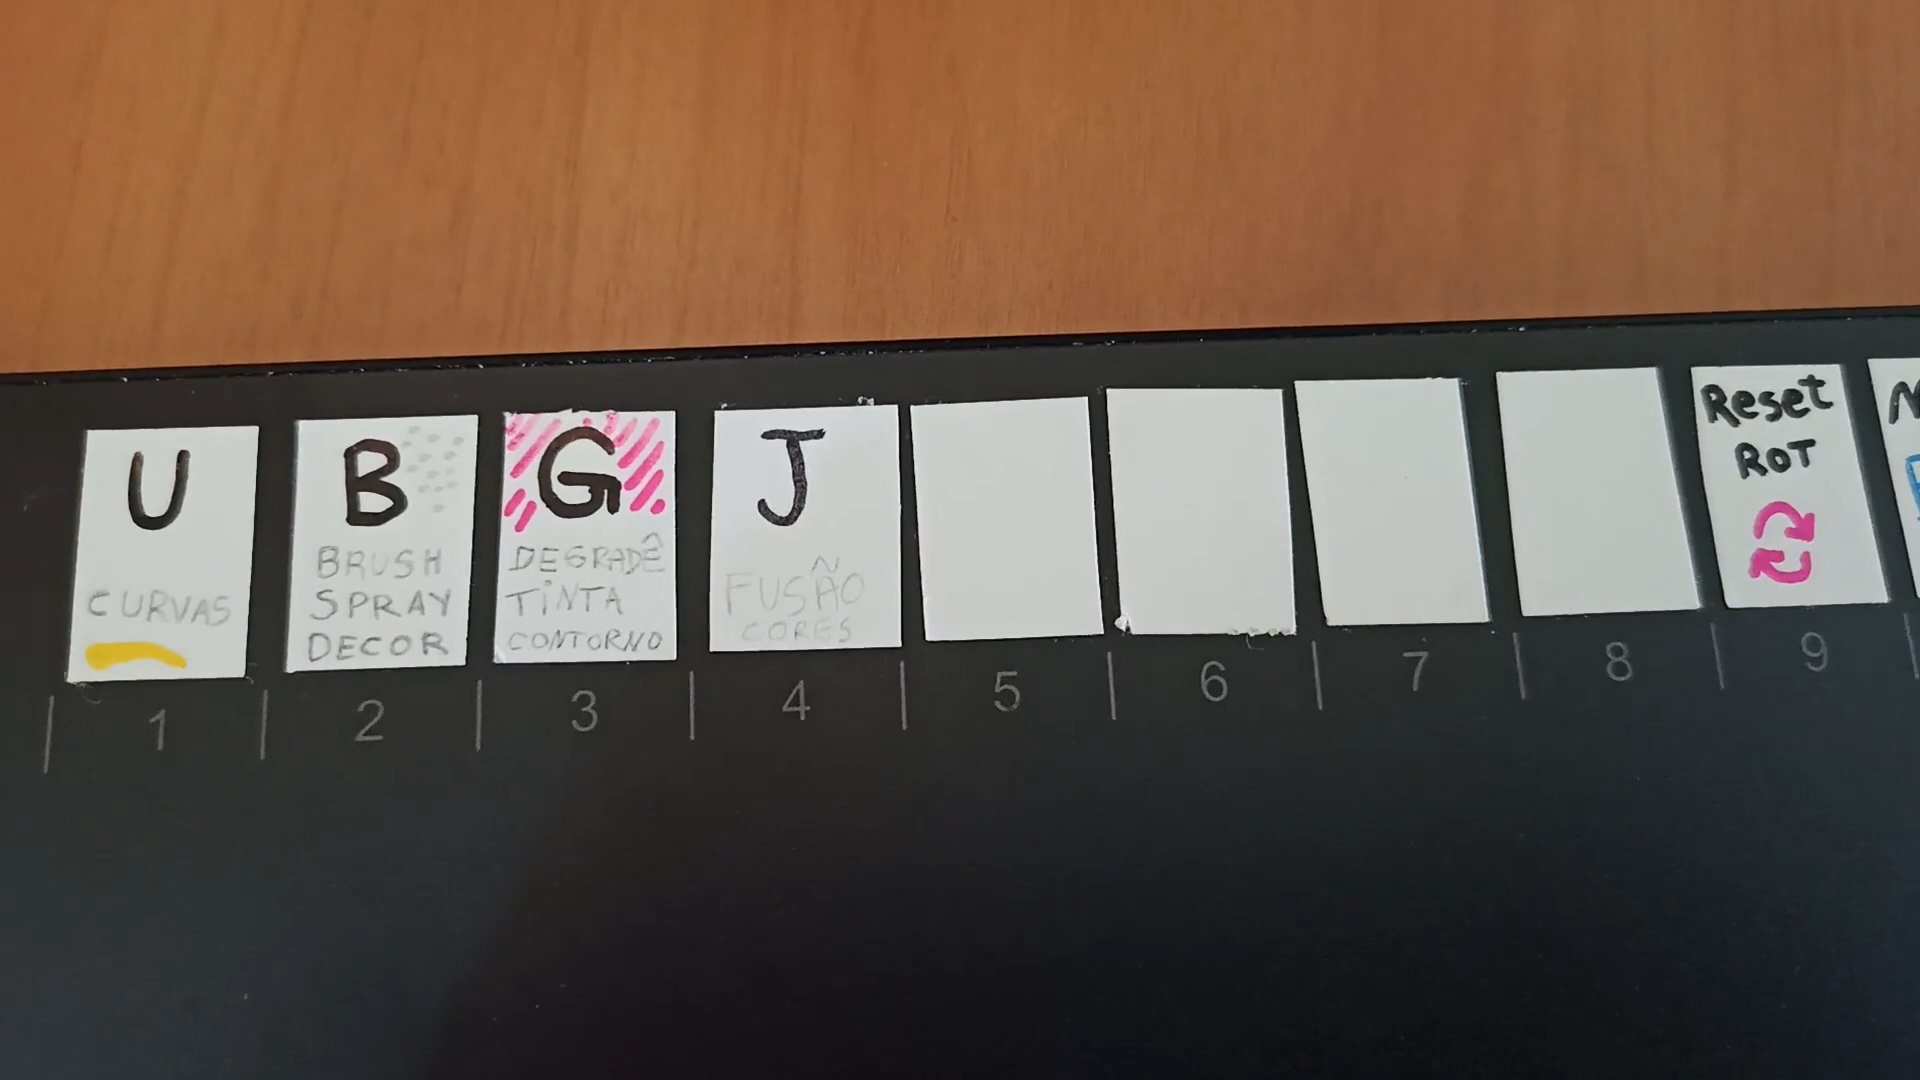 U
CURVAS
B
BRUSH
SPRAY
DECOR
G
DEGRADÊ
TINTA
CONTORNO
J
FUSÃO
CORES
Reset
ROT
1 2 3 4 5 6 7 8 9